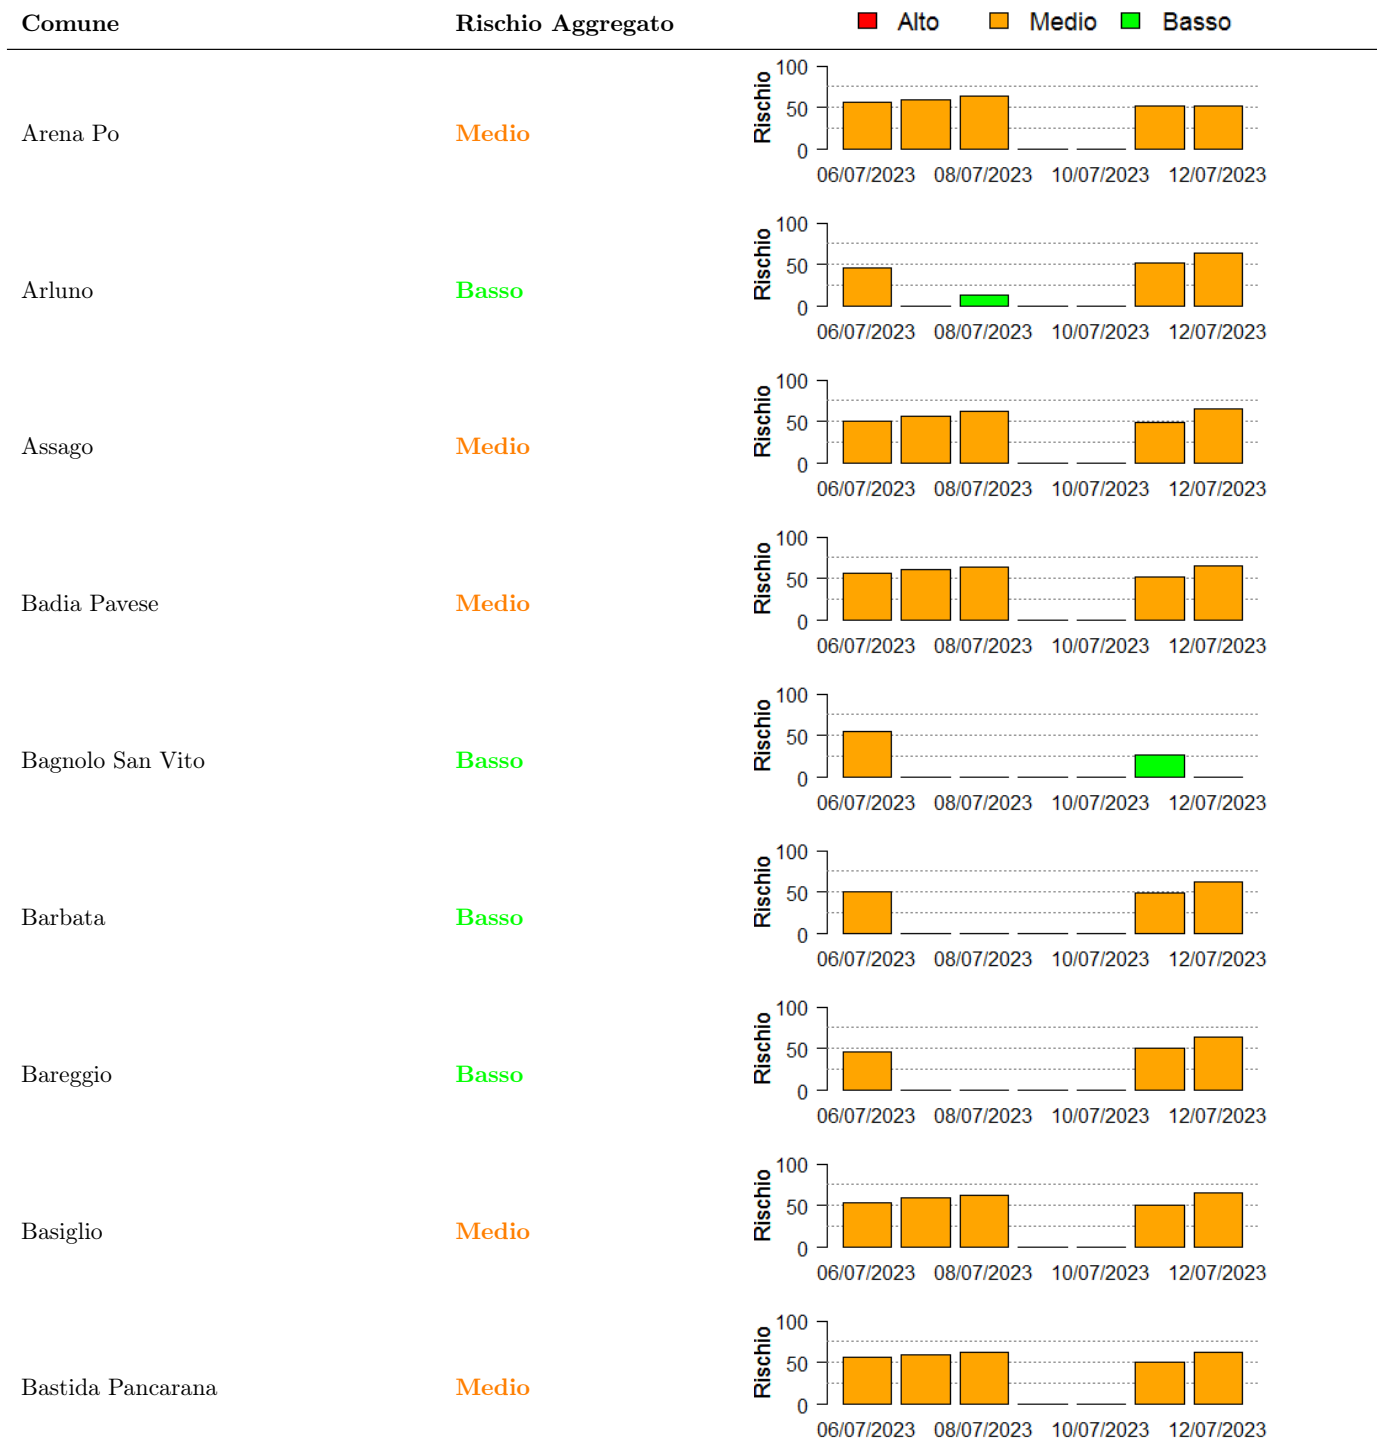 Comune Rischio Aggregato Alto Medio Basso
100
50
0
Rischio
Arena Po Medio
06/07/2023 08/07/2023 10/07/2023 12/07/2023
100
50
0
Rischio
Arluno Basso
06/07/2023 08/07/2023 10/07/2023 12/07/2023
100
50
0
Rischio
Assago Medio
06/07/2023 08/07/2023 10/07/2023 12/07/2023
100
50
0
Rischio
Badia Pavese Medio
06/07/2023 08/07/2023 10/07/2023 12/07/2023
100
50
0
Rischio
Bagnolo San Vito Basso
06/07/2023 08/07/2023 10/07/2023 12/07/2023
100
50
0
Rischio
Barbata Basso
06/07/2023 08/07/2023 10/07/2023 12/07/2023
100
50
0
Rischio
Bareggio Basso
06/07/2023 08/07/2023 10/07/2023 12/07/2023
100
50
0
Rischio
Basiglio Medio
06/07/2023 08/07/2023 10/07/2023 12/07/2023
100
50
0
Rischio
Bastida Pancarana Medio
06/07/2023 08/07/2023 10/07/2023 12/07/2023